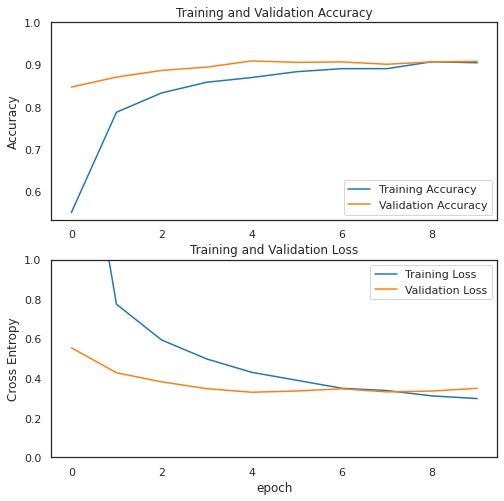 Training and Validation Accuracy
1.0
0.9
0.8
0.7
0.6
Accuracy
Training Accuracy
Validation Accuracy
0 2 4 6 8
Training and Validation Loss
1.0
0.8
0.6
0.4
0.2
0.0
Cross Entropy
Training Loss
Validation Loss
0 2 4 6 8
epoch